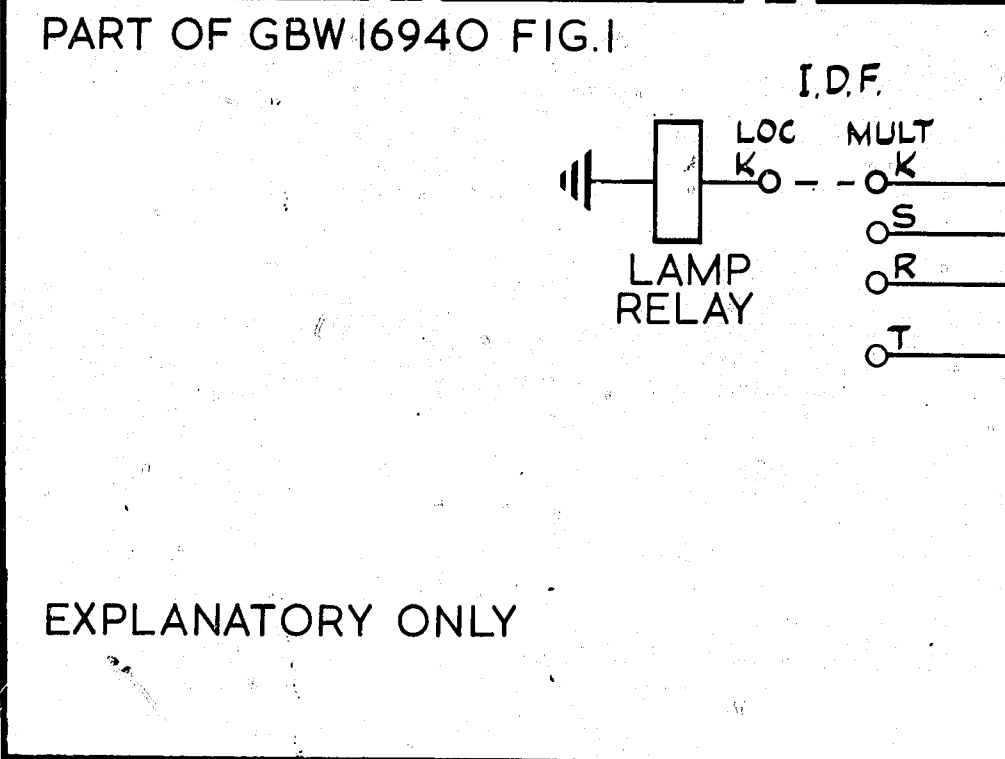 PART OF GBW 16940 FIG.1
I.D.F.
LOC MULT
K K
S
LAMP R
RELAY
T
EXPLANATORY ONLY